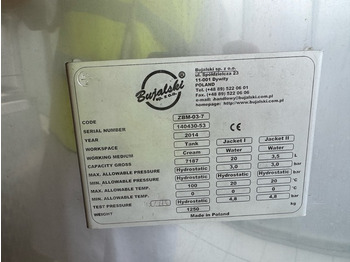 Bujalski
sp. z o.o.
Bujalski sp. z o.o.
ul. Spółdzielcza 23
11-001 Dywity
POLAND
Tel. (+48 89) 522 06 01
Fax. (+48 89) 522 06 06
e-mail: handlowy@bujalski.com.pl
homepage: www.bujalski.com.pl
CODE ZBM-03-7
SERIAL NUMBER 140430-53
YEAR 2014 CE
WORKSPACE Tank Jacket I Jacket II
WORKING MEDIUM Cream Water Water
CAPACITY GROSS 7187 20 3,5 L
MAX. ALLOWABLE PRESSURE Hydrostatic 3,0 3,0 bar
MIN. ALLOWABLE PRESSURE Hydrostatic Hydrostatic Hydrostatic bar
MAX. ALLOWABLE TEMP. 100 20 20
MIN. ALLOWABLE TEMP. 0 0 0
TEST PRESSURE Hydrostatic 4,8 4,8 bar
WEIGHT 1250 kg
Made in Poland